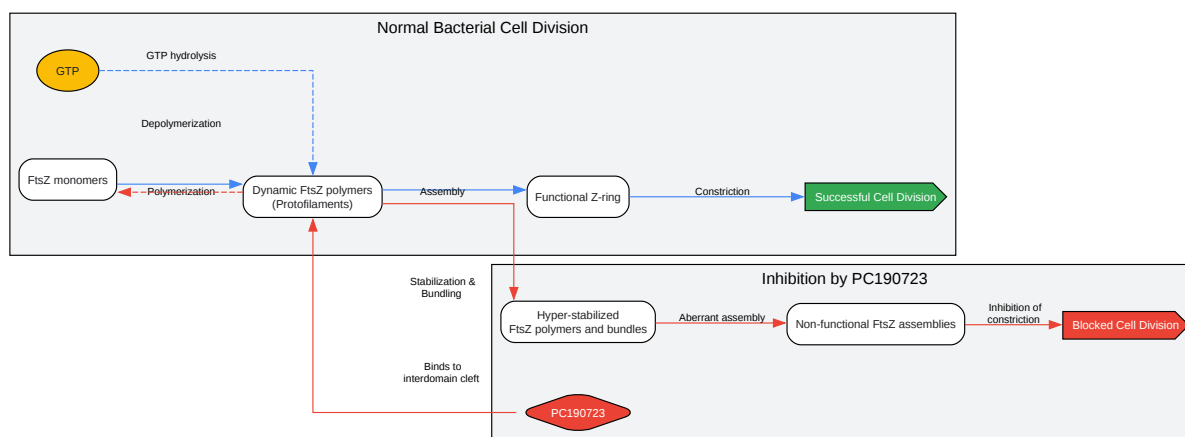 Normal Bacterial Cell Division
GTP hydrolysis
GTP
Depolymerization
FtsZ monomers
Polymerization
Dynamic FtsZ polymers
(Protofilaments)
Assembly
Functional Z-ring
Constriction
Successful Cell Division
Inhibition by PC190723
Stabilization &
Bundling
Hyper-stabilized
FtsZ polymers and bundles
Aberrant assembly
Non-functional FtsZ assemblies
Inhibition of
constriction
Blocked Cell Division
Binds to
interdomain cleft
PC190723